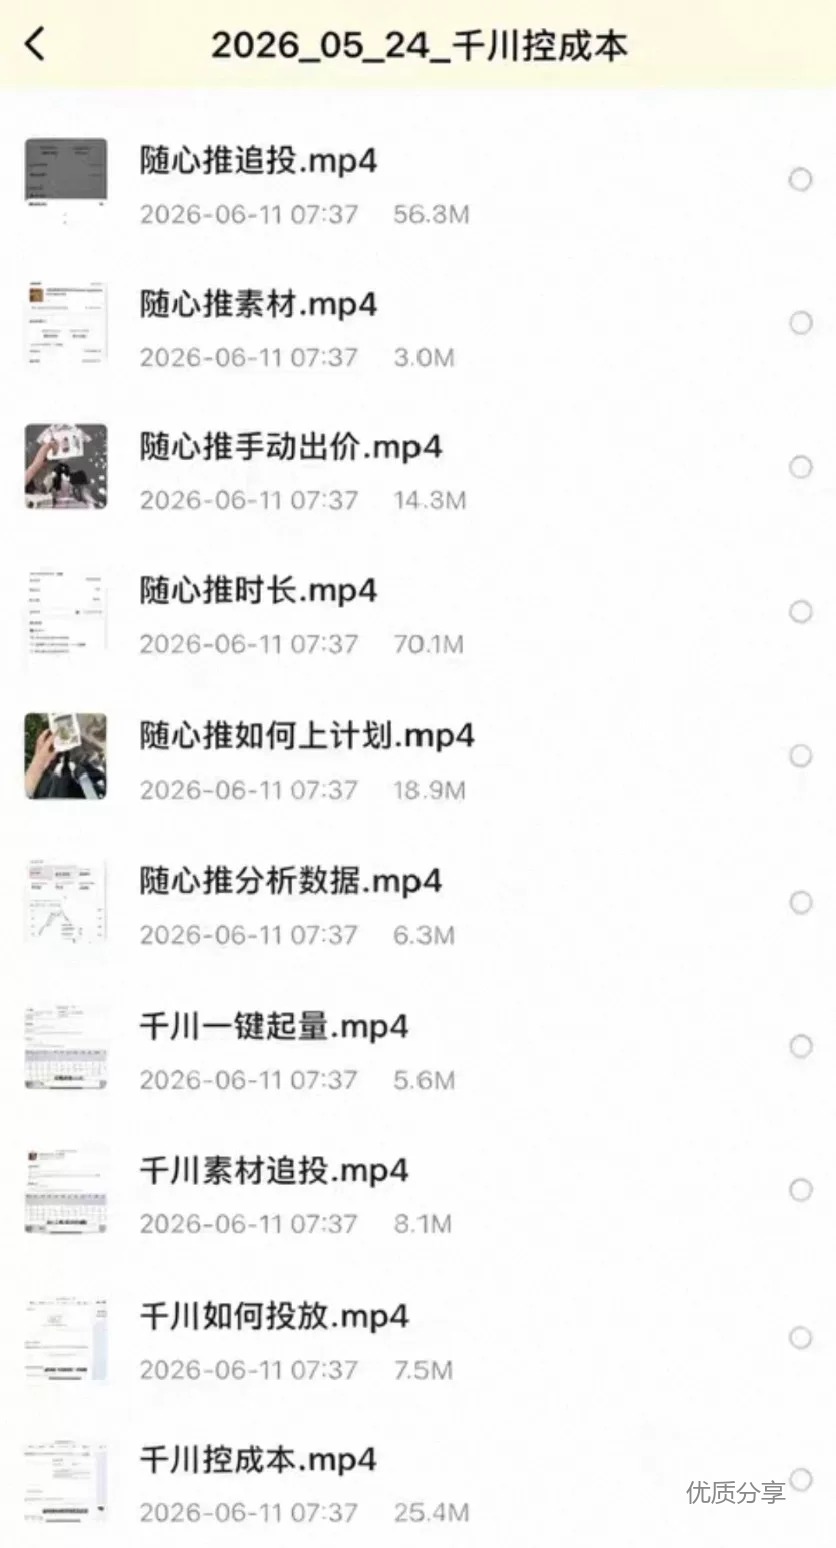 2026_05_24_千川控成本
随心推追投.mp4
2026-06-11 07:37 56.3M
随心推素材.mp4
2026-06-11 07:37 3.0M
随心推手动出价.mp4
2026-06-11 07:37 14.3M
随心推时长.mp4
2026-06-11 07:37 70.1M
随心推如何上计划.mp4
2026-06-11 07:37 18.9M
随心推分析数据.mp4
2026-06-11 07:37 6.3M
千川一键起量.mp4
2026-06-11 07:37 5.6M
千川素材追投.mp4
2026-06-11 07:37 8.1M
千川如何投放.mp4
2026-06-11 07:37 7.5M
千川控成本.mp4
2026-06-11 07:37 25.4M
优质分享